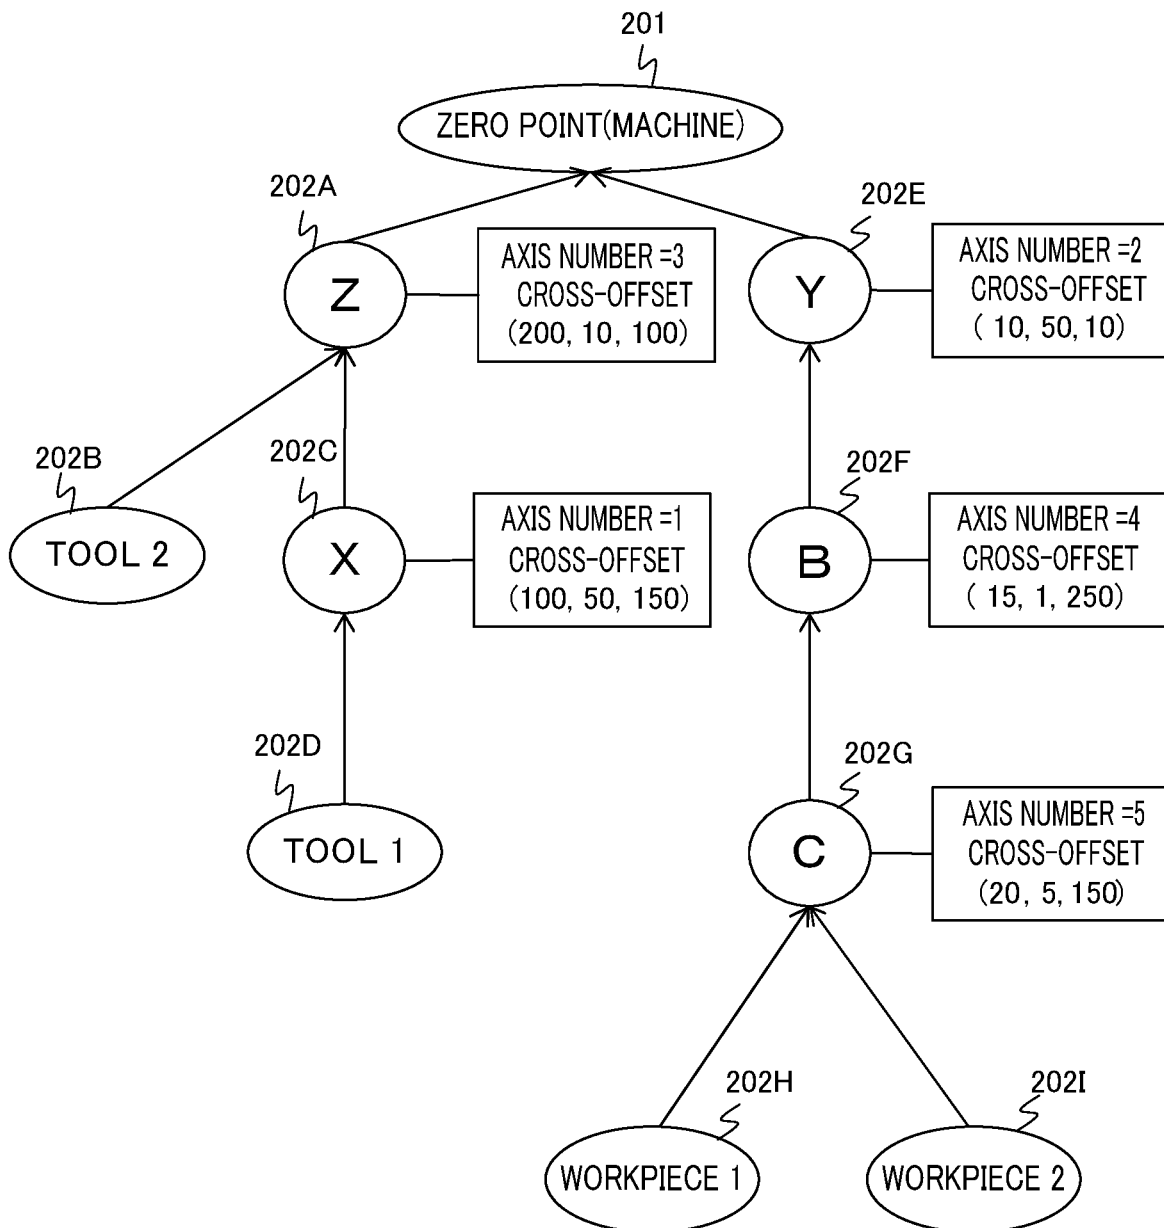 201
ZERO POINT(MACHINE)
202A
Z
AXIS NUMBER =3
CROSS-OFFSET
(200, 10, 100)
202E
Y
AXIS NUMBER =2
CROSS-OFFSET
( 10, 50, 10)
202B
TOOL 2
202C
X
AXIS NUMBER =1
CROSS-OFFSET
(100, 50, 150)
202F
B
AXIS NUMBER =4
CROSS-OFFSET
( 15, 1, 250)
202D
TOOL 1
202G
C
AXIS NUMBER =5
CROSS-OFFSET
(20, 5, 150)
202H
WORKPIECE 1
202I
WORKPIECE 2